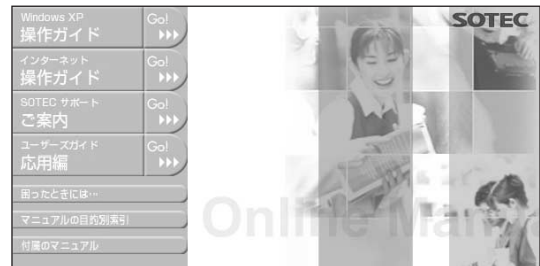 Windows XP
操作ガイド
Go!
インターネット
操作ガイド
Go!
SOTEC サポート
ご案内
Go!
ユーザーズガイド
応用編
Go!
困ったときには…
マニュアルの目的別索引
付属のマニュアル
SOTEC
Online Manua